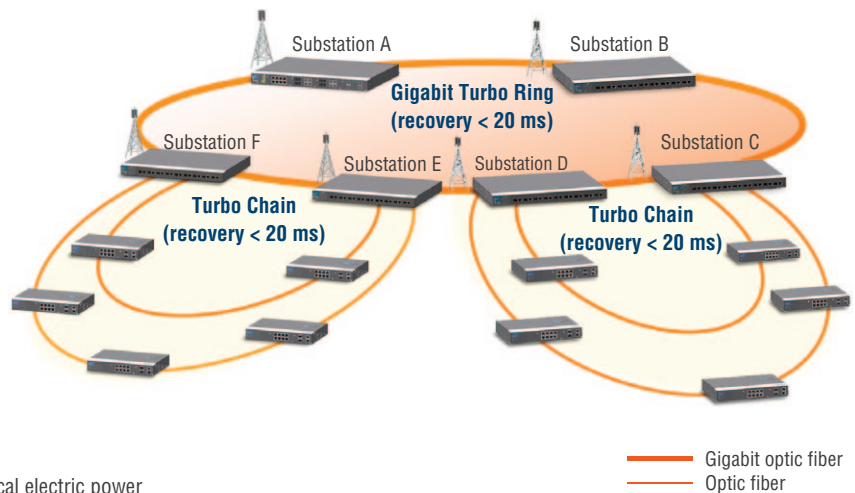 Substation A
Substation B
Gigabit Turbo Ring
(recovery < 20 ms)
Substation F
Substation E
Substation D
Substation C
Turbo Chain
(recovery < 20 ms)
Turbo Chain
(recovery < 20 ms)
Gigabit optic fiber
Optic fiber
cal electric power